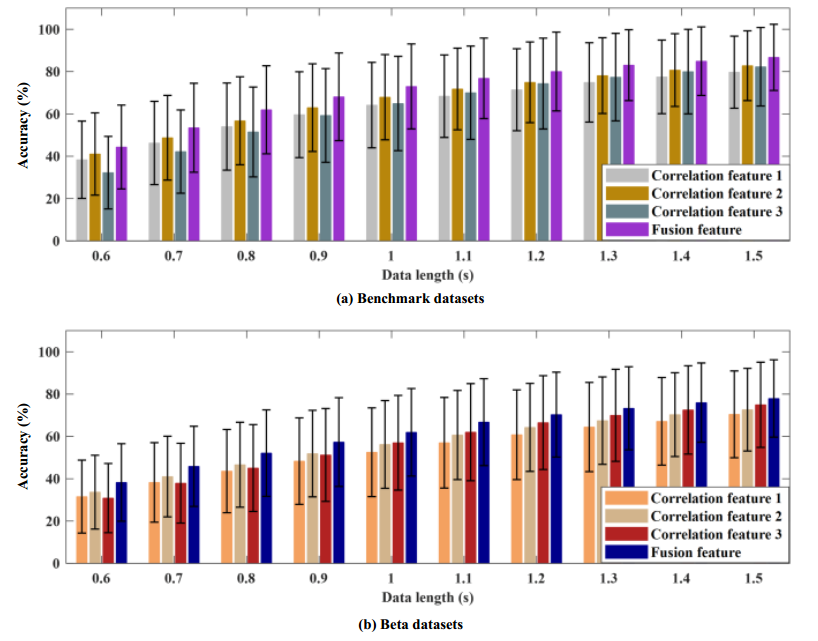 100
80
60
40
20
0
Accuracy (%)
Correlation feature 1
Correlation feature 2
Correlation feature 3
Fusion feature
0.6 0.7 0.8 0.9 1 1.1 1.2 1.3 1.4 1.5
Data length (s)
(a) Benchmark datasets
100
80
60
40
20
0
Accuracy (%)
Correlation feature 1
Correlation feature 2
Correlation feature 3
Fusion feature
0.6 0.7 0.8 0.9 1 1.1 1.2 1.3 1.4 1.5
Data length (s)
(b) Beta datasets